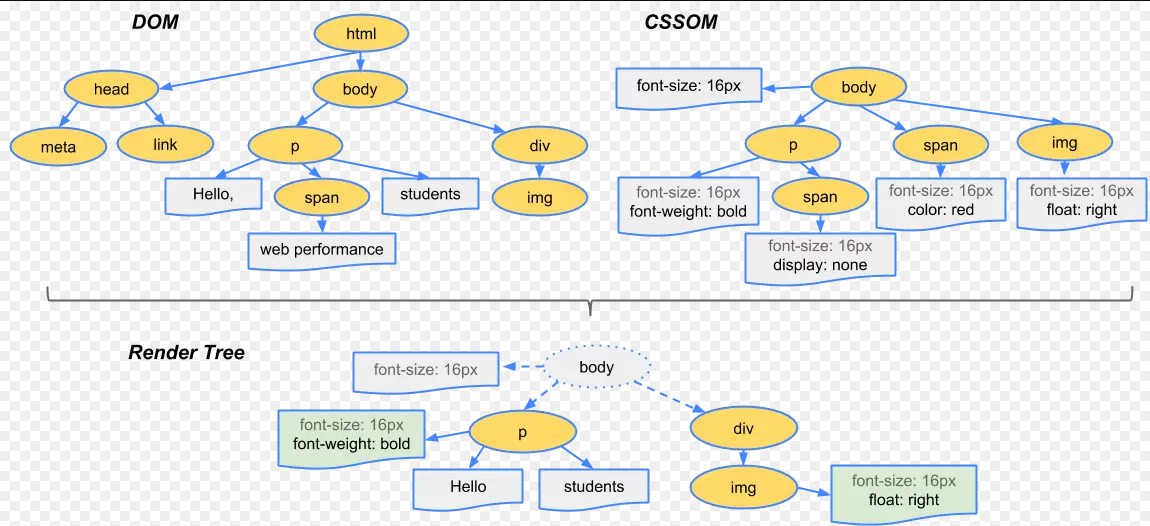 DOM
CSSOM
html
head
body
meta
link
p
div
Hello,
span
students
img
web performance
font-size: 16px
body
p
span
img
font-size: 16px
font-weight: bold
span
font-size: 16px
color: red
font-size: 16px
float: right
font-size: 16px
display: none
Render Tree
font-size: 16px
body
font-size: 16px
font-weight: bold
p
div
Hello
students
img
font-size: 16px
float: right